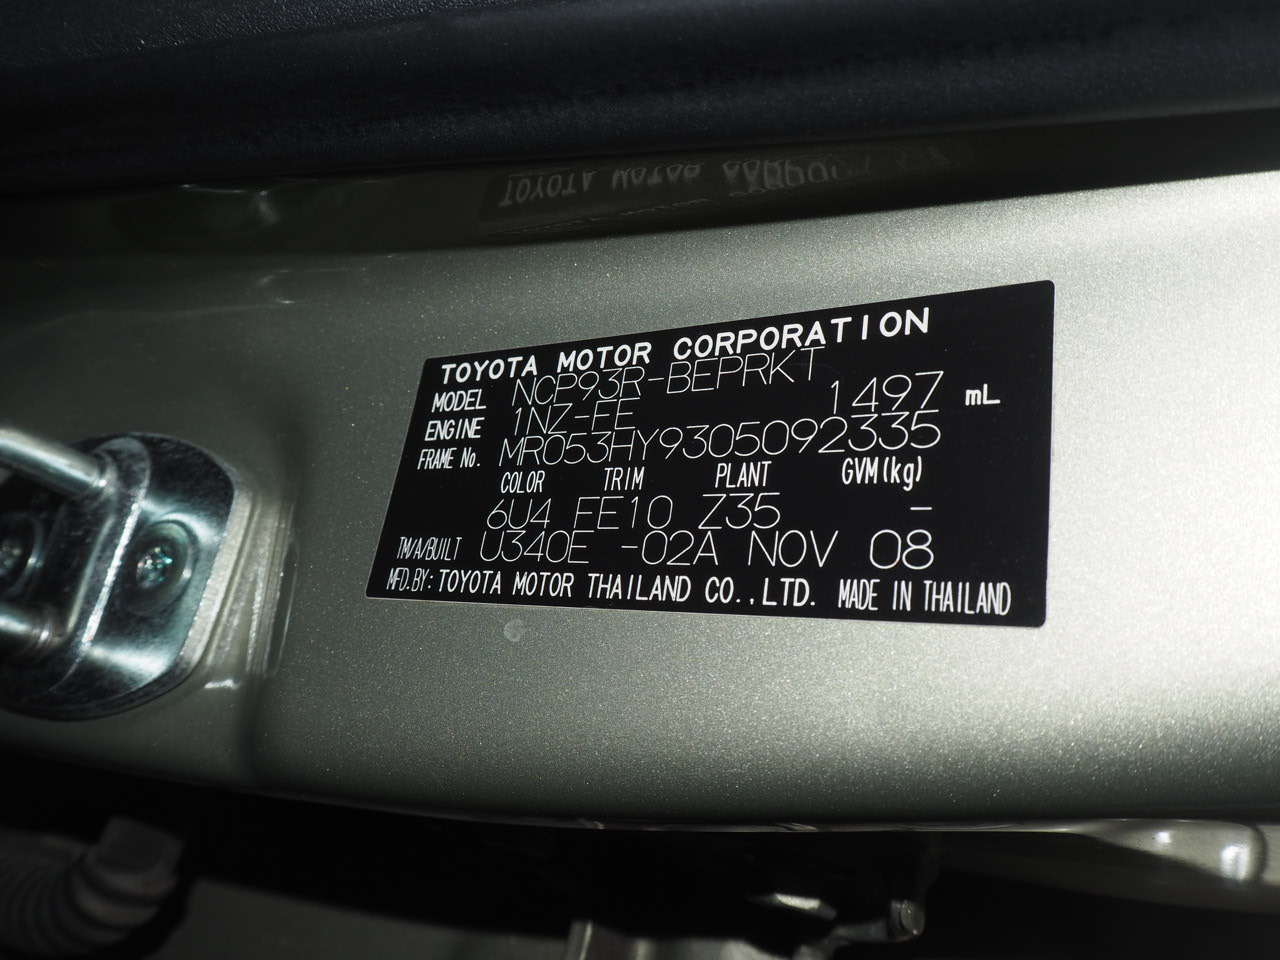 TOYOTA MOTOR CORPORATION
MODEL NCP93R-BEPRKT
ENGINE 1NZ-FE 1497 mL
FRAME No. MR053HY9305092335
COLOR TRIM PLANT GVM(kg)
6U4 FE10 Z35 -
TM/A/BUILT U340E -02A NOV 08
MFD.BY: TOYOTA MOTOR THAILAND CO.,LTD. MADE IN THAILAND